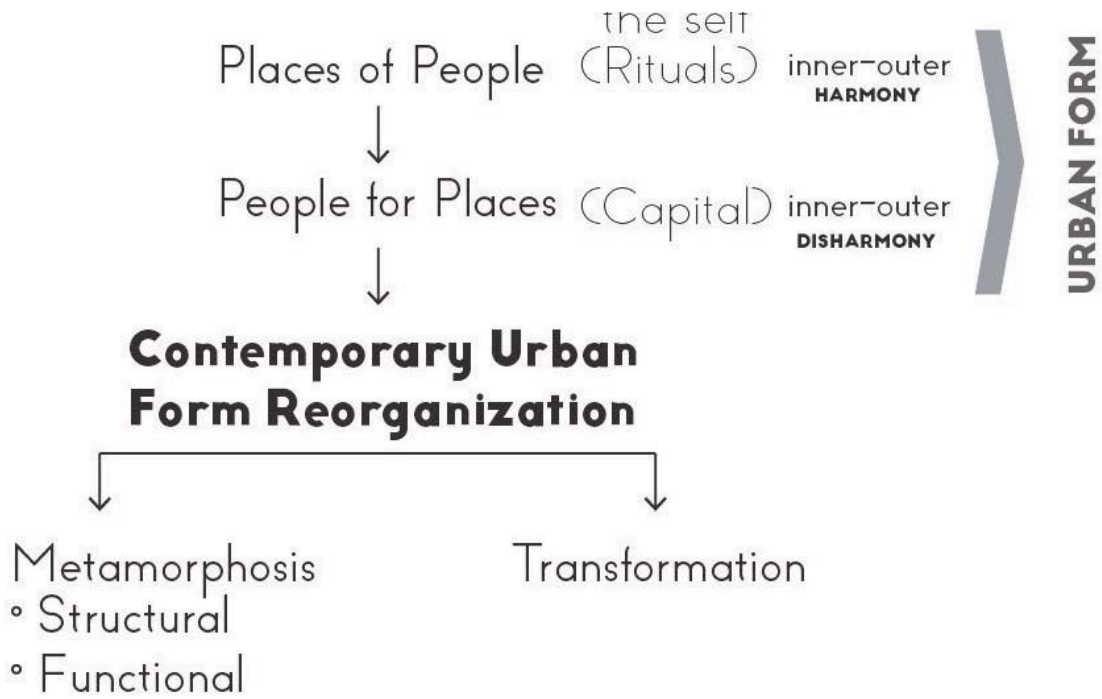 the self
Places of People (Rituals) inner-outer
HARMONY
People for Places (Capital) inner-outer
DISHARMONY
URBAN FORM
Contemporary Urban
Form Reorganization
Metamorphosis
° Structural
° Functional
Transformation